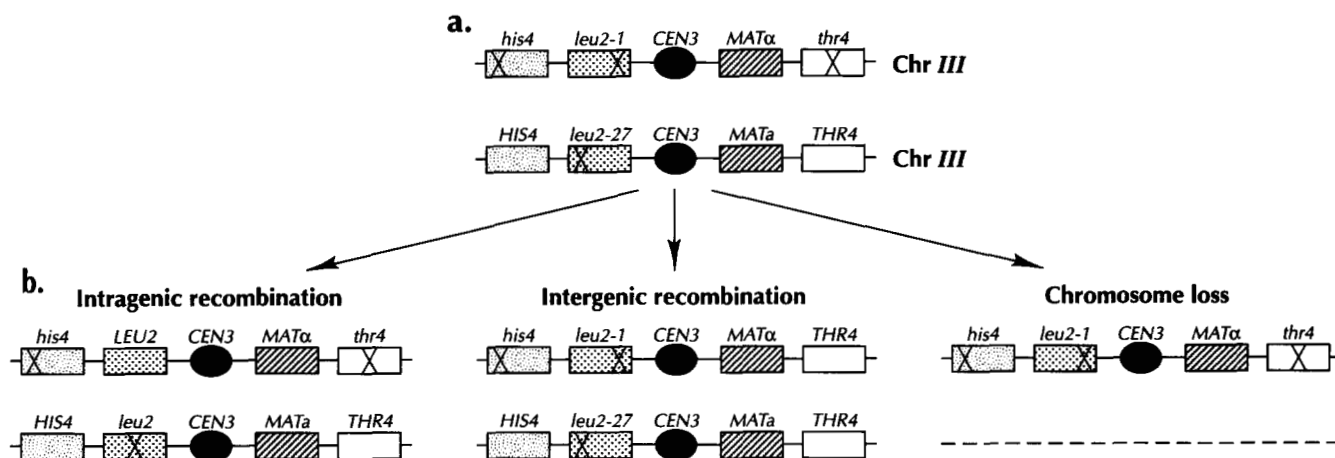 a.
his4 leu2-1 CEN3 MATα thr4
Chr III
HIS4 leu2-27 CEN3 MATa THR4
Chr III
b.
Intragenic recombination
his4 LEU2 CEN3 MATα thr4
HIS4 leu2 CEN3 MATa THR4
Intergenic recombination
his4 leu2-1 CEN3 MATα THR4
HIS4 leu2-27 CEN3 MATa THR4
Chromosome loss
his4 leu2-1 CEN3 MATα thr4